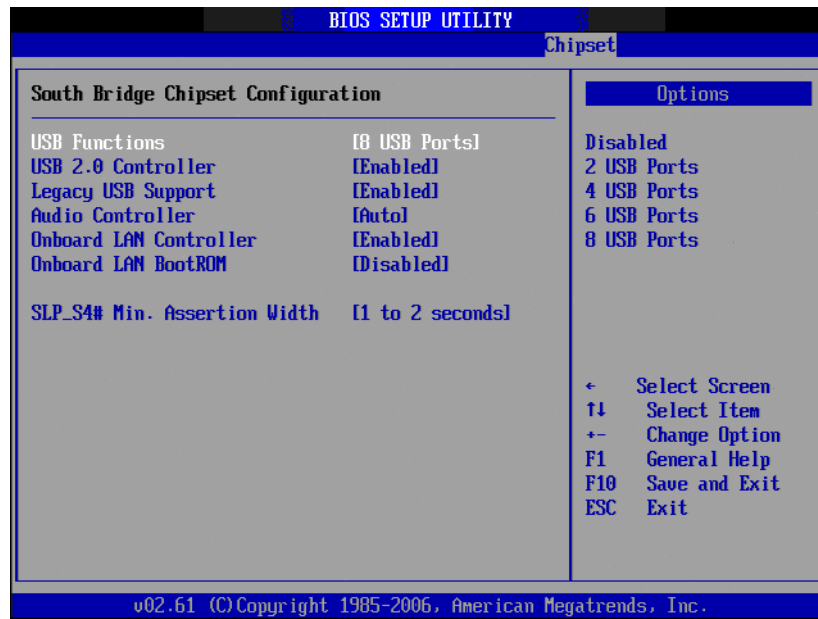 BIOS SETUP UTILITY
Chipset
South Bridge Chipset Configuration
USB Functions [8 USB Ports]
USB 2.0 Controller [Enabled]
Legacy USB Support [Enabled]
Audio Controller [Auto]
Onboard LAN Controller [Enabled]
Onboard LAN BootROM [Disabled]
SLP_S4# Min. Assertion Width [1 to 2 seconds]
Options
Disabled
2 USB Ports
4 USB Ports
6 USB Ports
8 USB Ports
← Select Screen
↑↓ Select Item
+- Change Option
F1 General Help
F10 Save and Exit
ESC Exit
v02.61 (C)Copyright 1985-2006, American Megatrends, Inc.